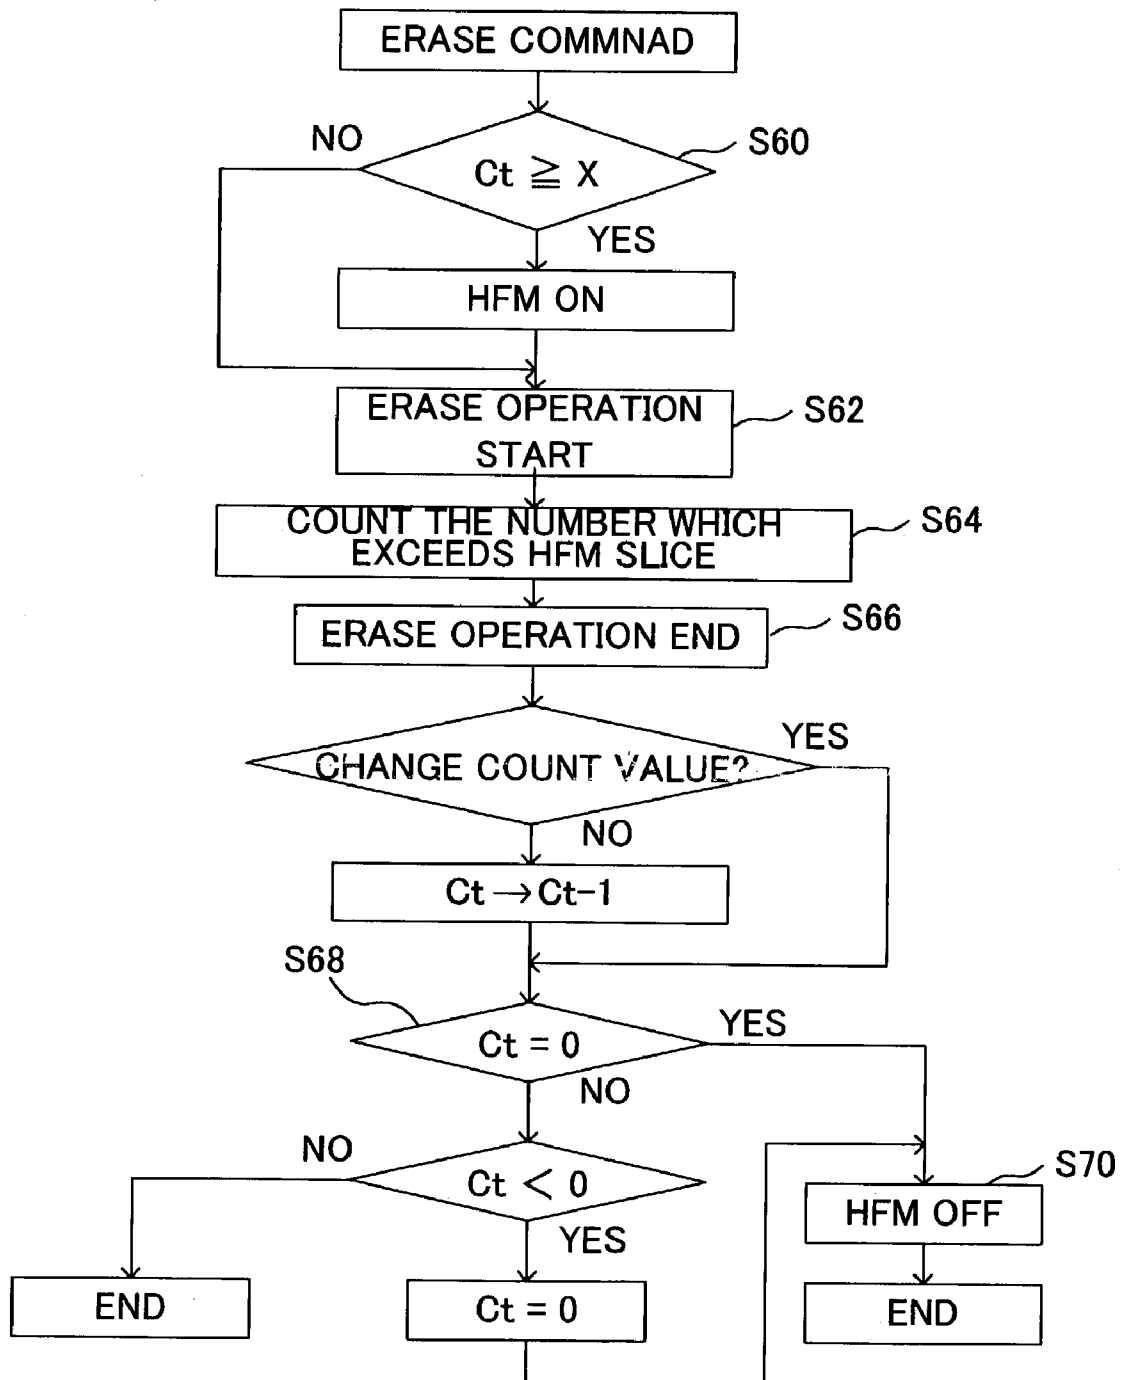 ERASE COMMNAD
NO
Ct ≧ X
S60
YES
HFM ON
ERASE OPERATION
START
S62
COUNT THE NUMBER WHICH
EXCEEDS HFM SLICE
S64
ERASE OPERATION END
S66
YES
CHANGE COUNT VALUE?
NO
Ct → Ct-1
S68
Ct = 0
YES
NO
NO
Ct < 0
S70
HFM OFF
YES
END
Ct = 0
END